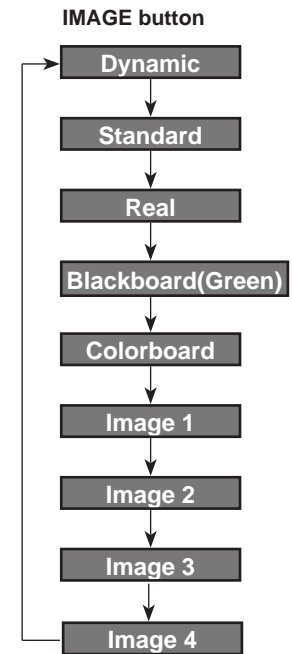 IMAGE button
Dynamic
Standard
Real
Blackboard(Green)
Colorboard
Image 1
Image 2
Image 3
Image 4